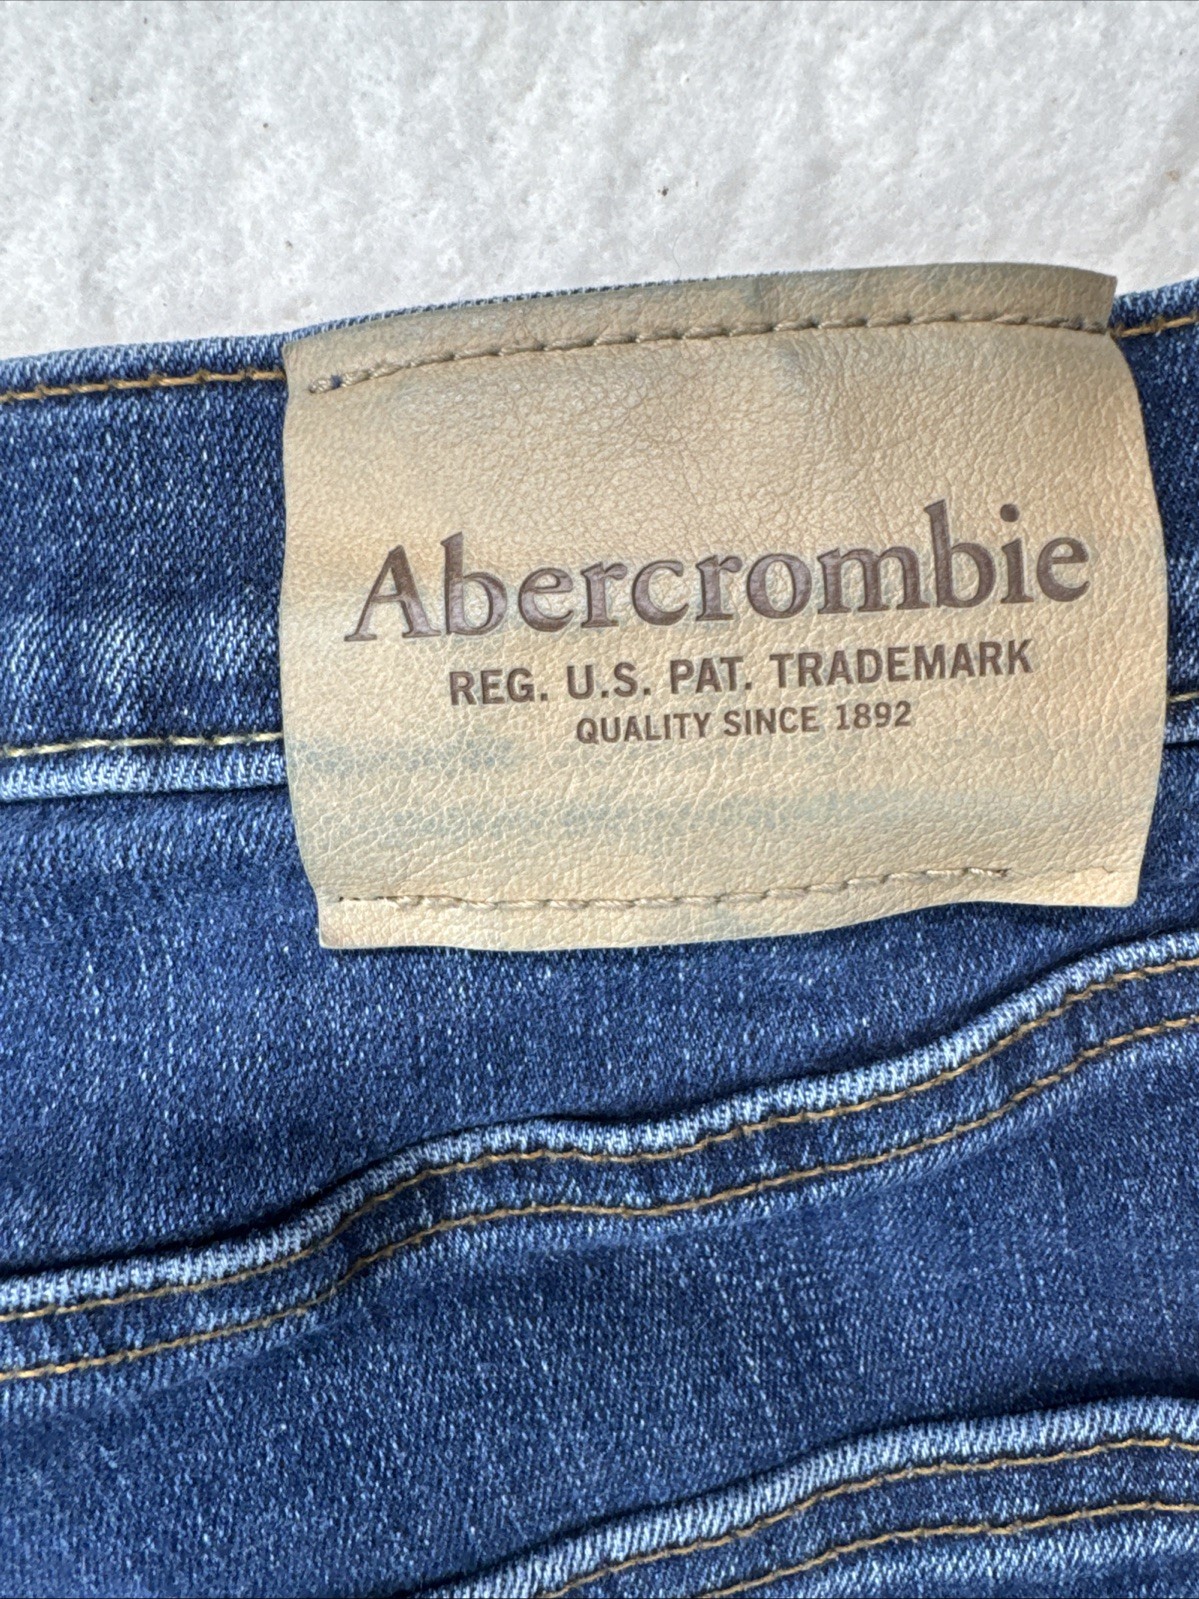 Abercrombie
REG. U.S. PAT. TRADEMARK
QUALITY SINCE 1892